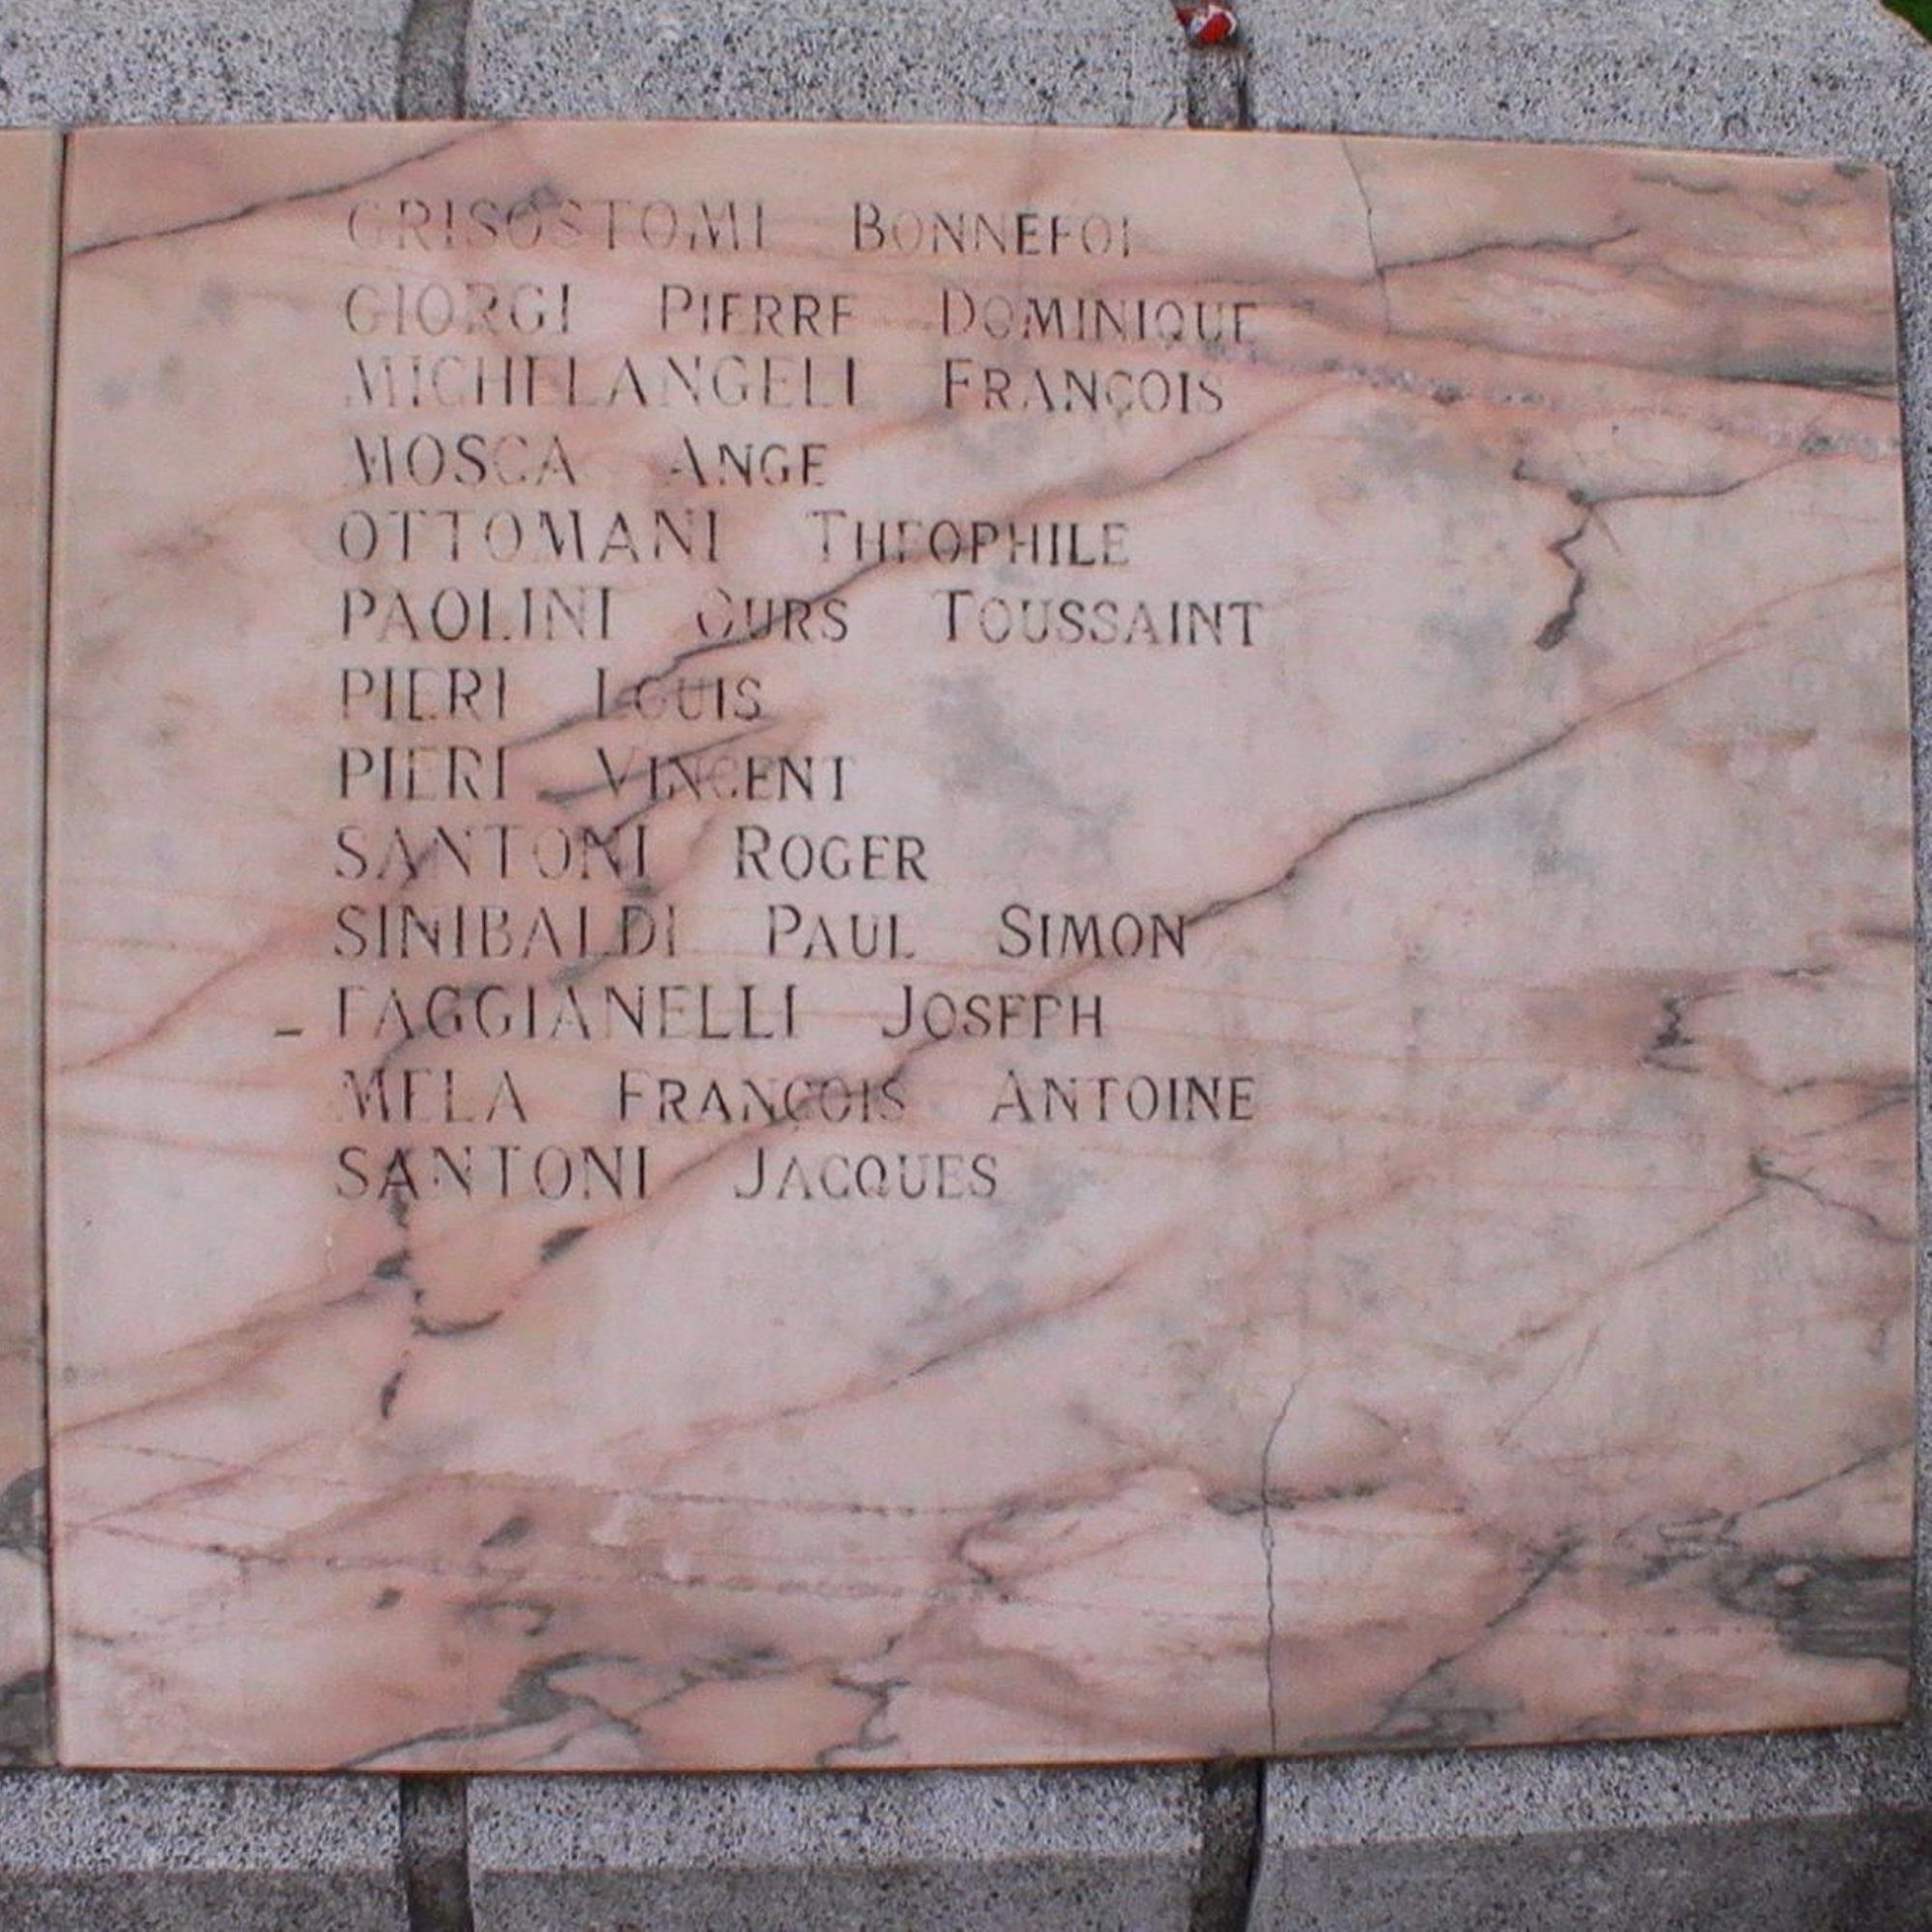 GRISOSTOMI BONNEFOI
GIORGI PIERRE DOMINIQUE
MICHELANGELI FRANÇOIS
MOSCA ANGE
OTTOMANI THEOPHILE
PAOLINI OURS TOUSSAINT
PIERI LOUIS
PIERI VINCENT
SANTONI ROGER
SINIBALDI PAUL SIMON
– FAGGIANELLI JOSEPH
MELA FRANÇOIS ANTOINE
SANTONI JACQUES